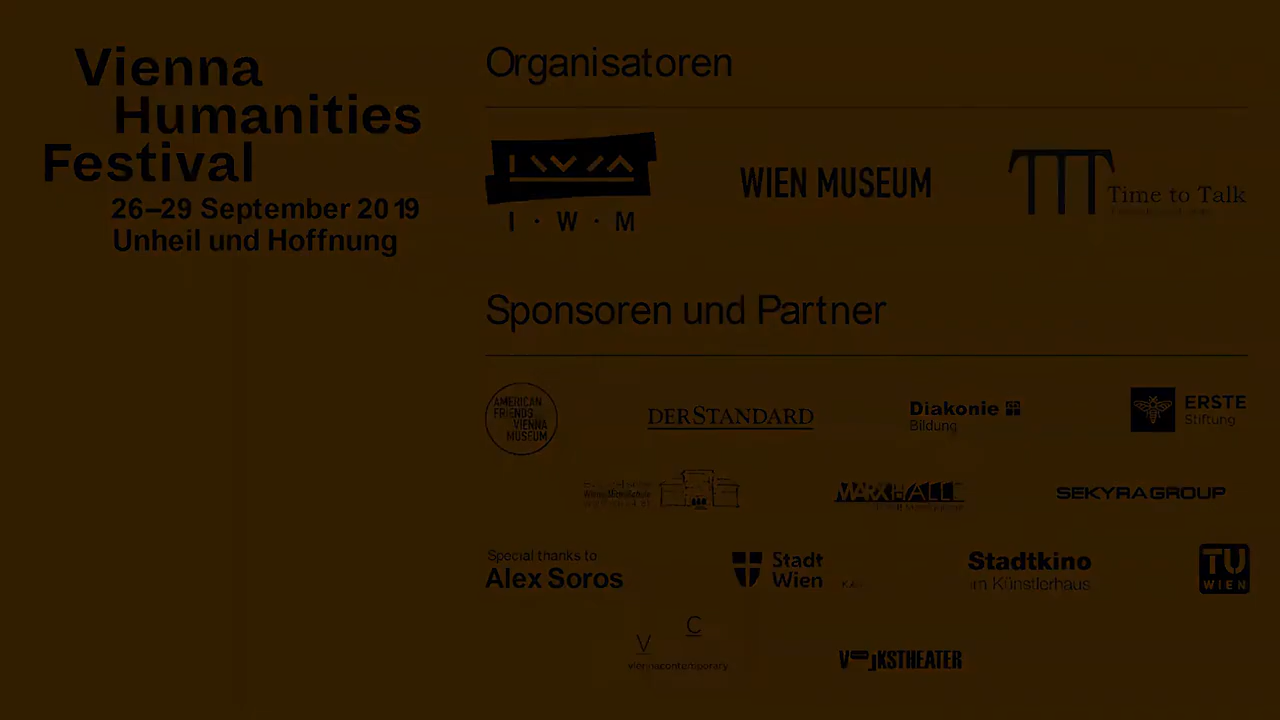 Vienna
Humanities
Festival
26–29 September 2019
Unheil und Hoffnung
Organisatoren
I · W · M
WIEN MUSEUM
Time to Talk
Sponsoren und Partner
AMERICAN
FRIENDS
VIENNA
MUSEUM
DERSTANDARD
Diakonie
Bildung
ERSTE
Stiftung
MARXHALLE
SEKYRA GROUP
Special thanks to
Alex Soros
Stadt
Wien
Stadtkino
im Künstlerhaus
TU
WIEN
V C
viennacontemporary